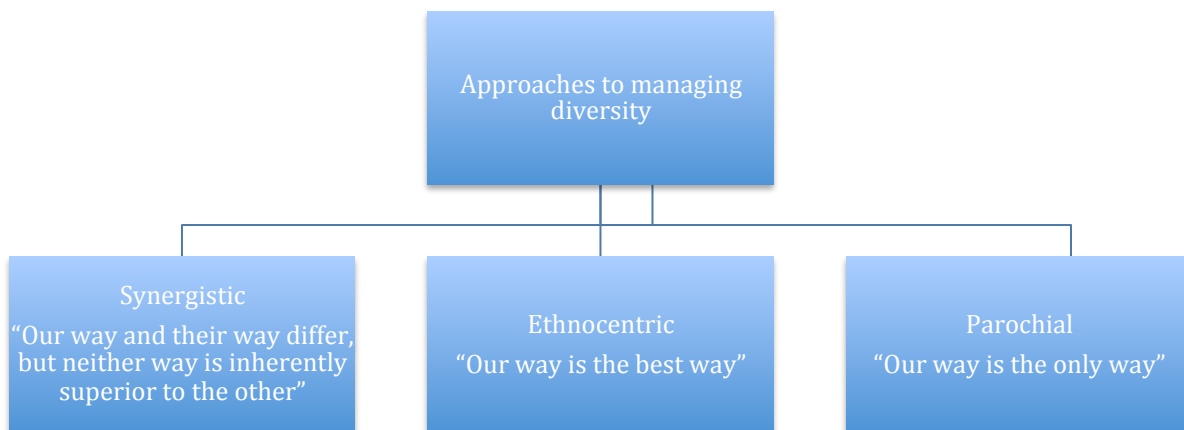 Approaches to managing
diversity
Synergistic
“Our way and their way differ,
but neither way is inherently
superior to the other”
Ethnocentric
“Our way is the best way”
Parochial
“Our way is the only way”